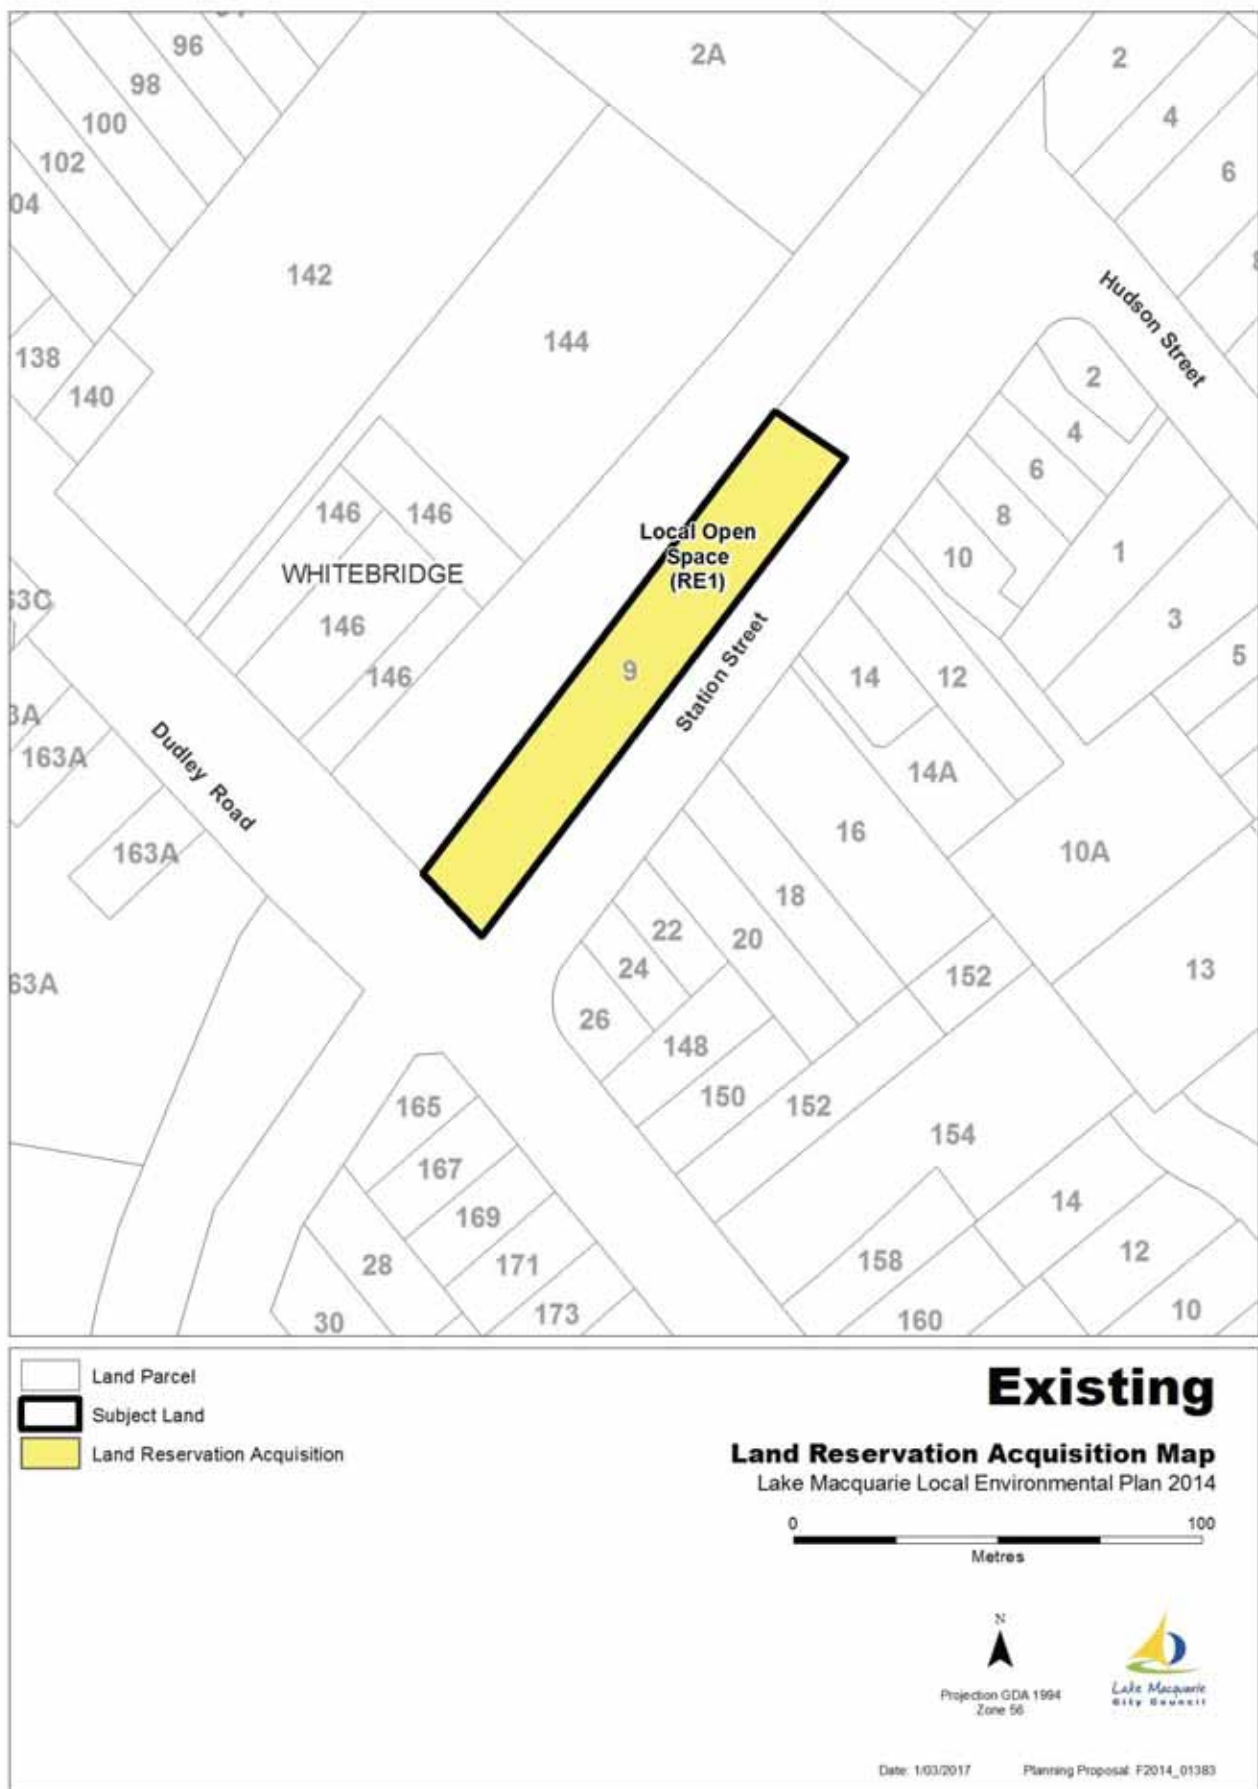 96
2A
2
98
4
100
102
6
04
142
Hudson Street
144
138
2
140
4
6
146
146
8
Local Open
Space
(RE1)
10
1
WHITEBRIDGE
63C
3
146
9
5
Station Street
146
14
12
3A
Dudley Road
163A
14A
16
163A
10A
18
22
20
24
152
13
63A
26
148
150
152
165
154
167
14
169
28
171
158
12
30
173
160
10
Land Parcel
Subject Land
Land Reservation Acquisition
Existing
Land Reservation Acquisition Map
Lake Macquarie Local Environmental Plan 2014
0 100
Metres
N
Projection GDA 1994
Zone 56
Lake Macquarie
City Council
Date: 1/03/2017 Planning Proposal: F2014_01383